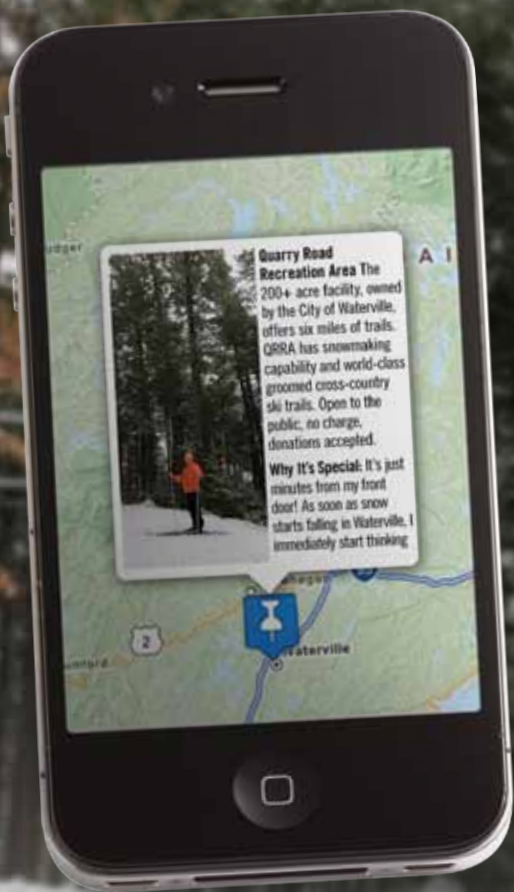 A I
Quarry Road
Recreation Area The
200+ acre facility, owned
by the City of Waterville,
offers six miles of trails.
QRRA has snowmaking
capability and world-class
groomed cross-country
ski trails. Open to the
public, no charge,
donations accepted.
Why It's Special: It's just
minutes from my front
door! As soon as snow
starts falling in Waterville, I
immediately start thinking
2
Waterville